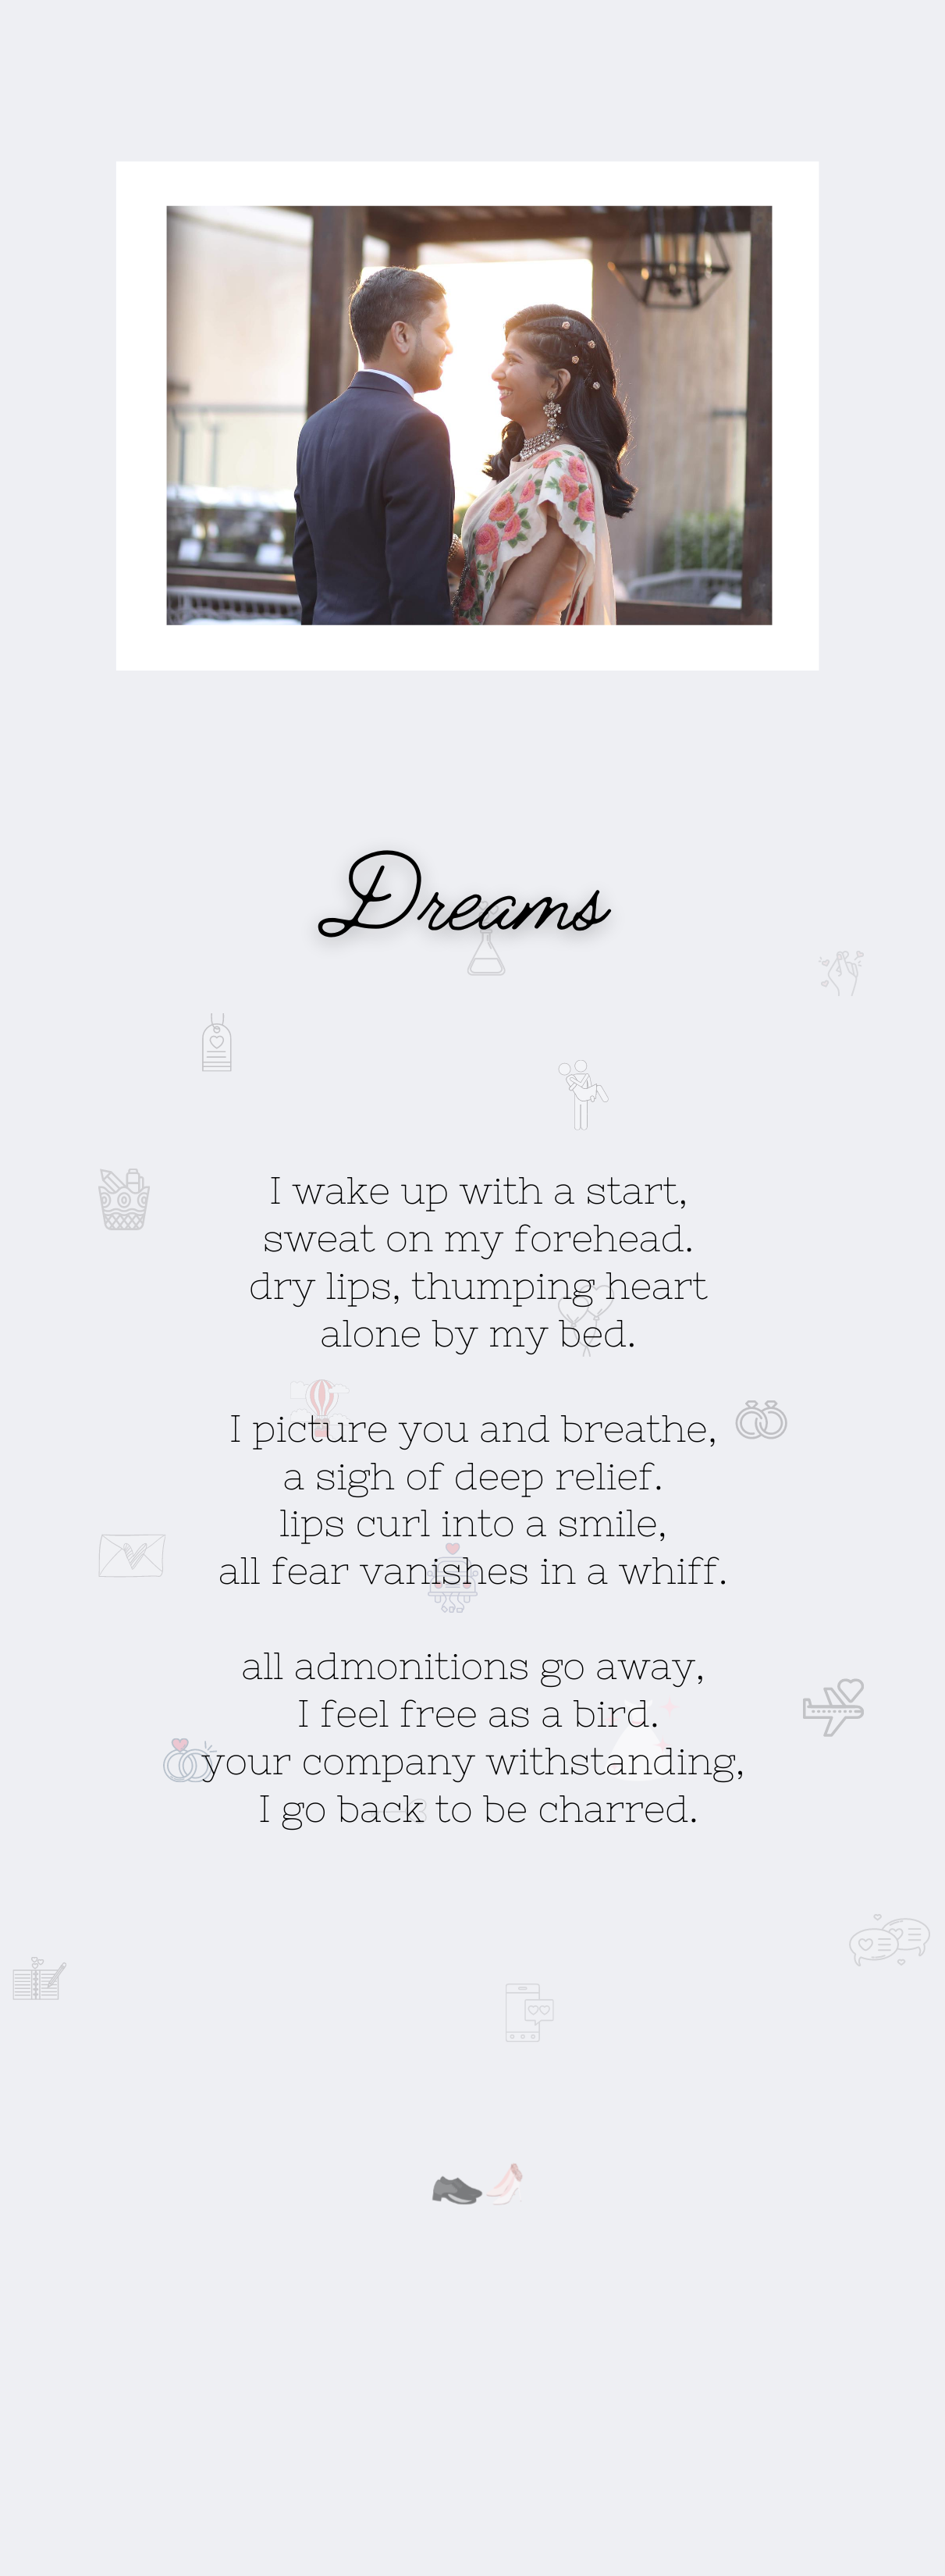 Dreams
I wake up with a start,
sweat on my forehead.
dry lips, thumping heart
alone by my bed.
I picture you and breathe,
a sigh of deep relief.
lips curl into a smile,
all fear vanishes in a whiff.
all admonitions go away,
I feel free as a bird.
your company withstanding,
I go back to be charred.